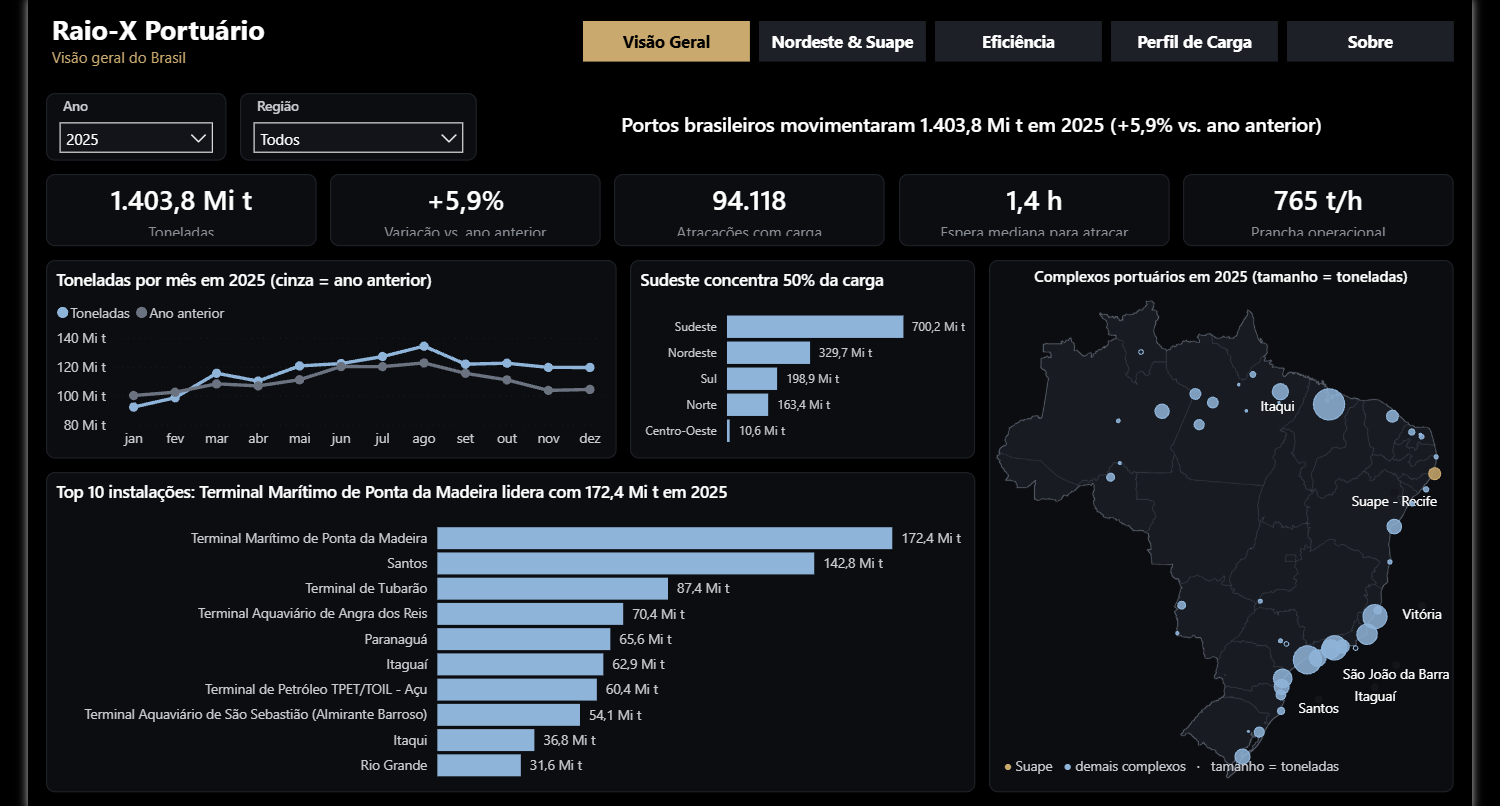 Raio-X Portuário
Visão geral do Brasil
Visão Geral
Nordeste & Suape
Eficiência
Perfil de Carga
Sobre
Ano
2025
Região
Todos
Portos brasileiros movimentaram 1.403,8 Mi t em 2025 (+5,9% vs. ano anterior)
1.403,8 Mi t
Toneladas
+5,9%
Variação vs. ano anterior
94.118
Atracações com carga
1,4 h
Espera mediana para atracar
765 t/h
Prancha operacional
Toneladas por mês em 2025 (cinza = ano anterior)
Toneladas Ano anterior
140 Mi t
120 Mi t
100 Mi t
80 Mi t
jan fev mar abr mai jun jul ago set out nov dez
Sudeste concentra 50% da carga
Sudeste 700,2 Mi t
Nordeste 329,7 Mi t
Sul 198,9 Mi t
Norte 163,4 Mi t
Centro-Oeste 10,6 Mi t
Complexos portuários em 2025 (tamanho = toneladas)
Itaqui
Suape - Recife
Vitória
São João da Barra
Itaguaí
Santos
Suape demais complexos · tamanho = toneladas
Top 10 instalações: Terminal Marítimo de Ponta da Madeira lidera com 172,4 Mi t em 2025
Terminal Marítimo de Ponta da Madeira 172,4 Mi t
Santos 142,8 Mi t
Terminal de Tubarão 87,4 Mi t
Terminal Aquaviário de Angra dos Reis 70,4 Mi t
Paranaguá 65,6 Mi t
Itaguaí 62,9 Mi t
Terminal de Petróleo TPET/TOIL - Açu 60,4 Mi t
Terminal Aquaviário de São Sebastião (Almirante Barroso) 54,1 Mi t
Itaqui 36,8 Mi t
Rio Grande 31,6 Mi t